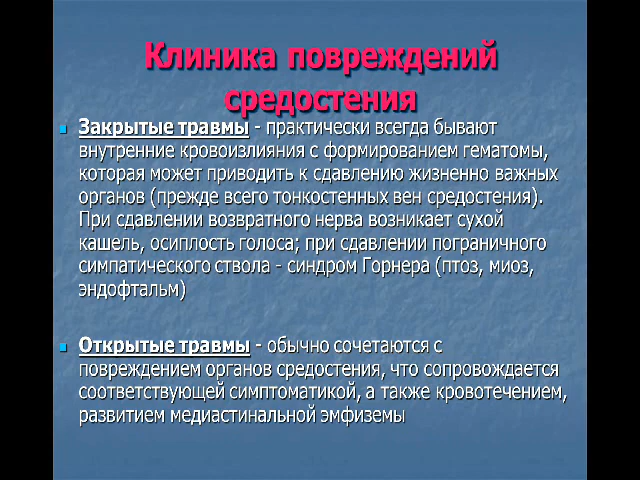 Клиника повреждений
средостения
Закрытые травмы - практически всегда бывают
внутренние кровоизлияния с формированием гематомы,
которая может приводить к сдавлению жизненно важных
органов (прежде всего тонкостенных вен средостения).
При сдавлении возвратного нерва возникает сухой
кашель, осиплость голоса; при сдавлении пограничного
симпатического ствола - синдром Горнера (птоз, миоз,
эндофтальм)
Открытые травмы - обычно сочетаются с
повреждением органов средостения, что сопровождается
соответствующей симптоматикой, а также кровотечением,
развитием медиастинальной эмфиземы